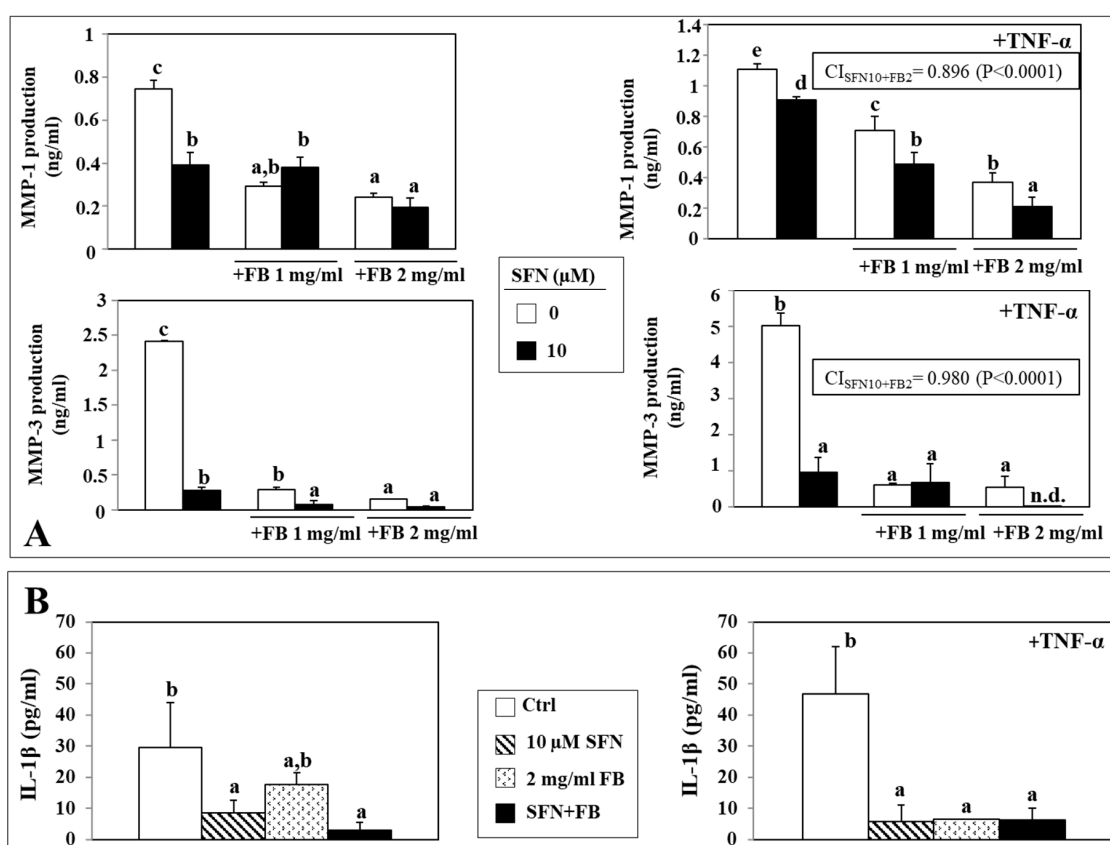 1
0.8
0.6
0.4
0.2
0
MMP-1 production
(ng/ml)
c
b
a,b
b
a
a
+FB 1 mg/ml
+FB 2 mg/ml
1.4
1.2
1
0.8
0.6
0.4
0.2
0
MMP-1 production
(ng/ml)
+TNF-α
CISFN10+FB2= 0.896 (P<0.0001)
e
d
c
b
b
a
+FB 1 mg/ml
+FB 2 mg/ml
SFN (μM)
0
10
3
2.5
2
1.5
1
0.5
0
MMP-3 production
(ng/ml)
c
b
b
a
a
a
+FB 1 mg/ml
+FB 2 mg/ml
A
6
5
4
3
2
1
0
MMP-3 production
(ng/ml)
+TNF-α
CISFN10+FB2= 0.980 (P<0.0001)
b
a
a
a
a
n.d.
+FB 1 mg/ml
+FB 2 mg/ml
B
70
60
50
40
30
20
10
0
IL-1β (pg/ml)
b
a
a,b
a
Ctrl
10 μM SFN
2 mg/ml FB
SFN+FB
70
60
50
40
30
20
10
0
IL-1β (pg/ml)
+TNF-α
b
a
a
a